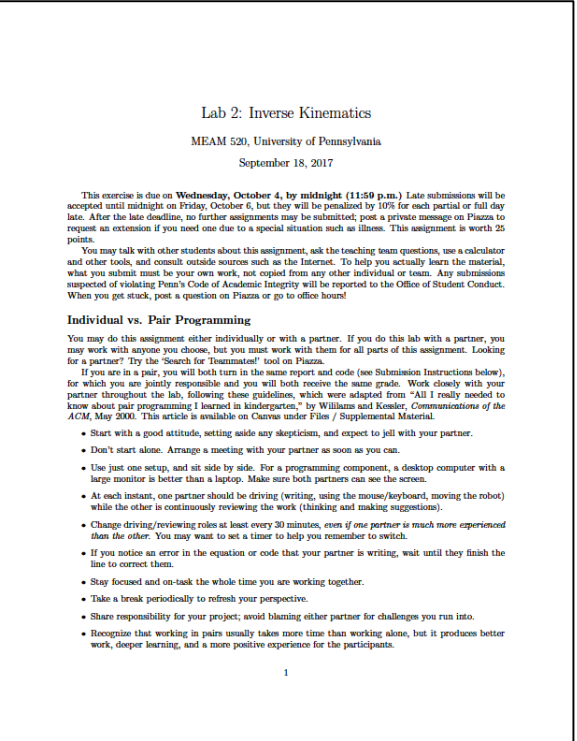 Lab 2: Inverse Kinematics
MEAM 520, University of Pennsylvania
September 18, 2017
This exercise is due on Wednesday, October 4, by midnight (11:59 p.m.) Late submissions will be
accepted until midnight on Friday, October 6, but they will be penalized by 10% for each partial or full day
late. After the late deadline, no further assignments may be submitted; post a private message on Piazza to
request an extension if you need one due to a special situation such as illness. This assignment is worth 25
points.
You may talk with other students about this assignment, ask the teaching team questions, use a calculator
and other tools, and consult outside sources such as the Internet. To help you actually learn the material,
what you submit must be your own work, not copied from any other individual or team. Any submissions
suspected of violating Penn's Code of Academic Integrity will be reported to the Office of Student Conduct.
When you get stuck, post a question on Piazza or go to office hours!
Individual vs. Pair Programming
You may do this assignment either individually or with a partner. If you do this lab with a partner, you
may work with anyone you choose, but you must work with them for all parts of this assignment. Looking
for a partner? Try the 'Search for Teammates!' tool on Piazza.
If you are in a pair, you will both turn in the same report and code (see Submission Instructions below),
for which you are jointly responsible and you will both receive the same grade. Work closely with your
partner throughout the lab, following these guidelines, which were adapted from "All I really needed to
know about pair programming I learned in kindergarten," by Williams and Kessler, Communications of the
ACM, May 2000. This article is available on Canvas under Files / Supplemental Material.
• Start with a good attitude, setting aside any skepticism, and expect to jell with your partner.
• Don't start alone. Arrange a meeting with your partner as soon as you can.
• Use just one setup, and sit side by side. For a programming component, a desktop computer with a
large monitor is better than a laptop. Make sure both partners can see the screen.
• At each instant, one partner should be driving (writing, using the mouse/keyboard, moving the robot)
while the other is continuously reviewing the work (thinking and making suggestions).
• Change driving/reviewing roles at least every 30 minutes, even if one partner is much more experienced
than the other. You may want to set a timer to help you remember to switch.
• If you notice an error in the equation or code that your partner is writing, wait until they finish the
line to correct them.
• Stay focused and on-task the whole time you are working together.
• Take a break periodically to refresh your perspective.
• Share responsibility for your project; avoid blaming either partner for challenges you run into.
• Recognize that working in pairs usually takes more time than working alone, but it produces better
work, deeper learning, and a more positive experience for the participants.
1